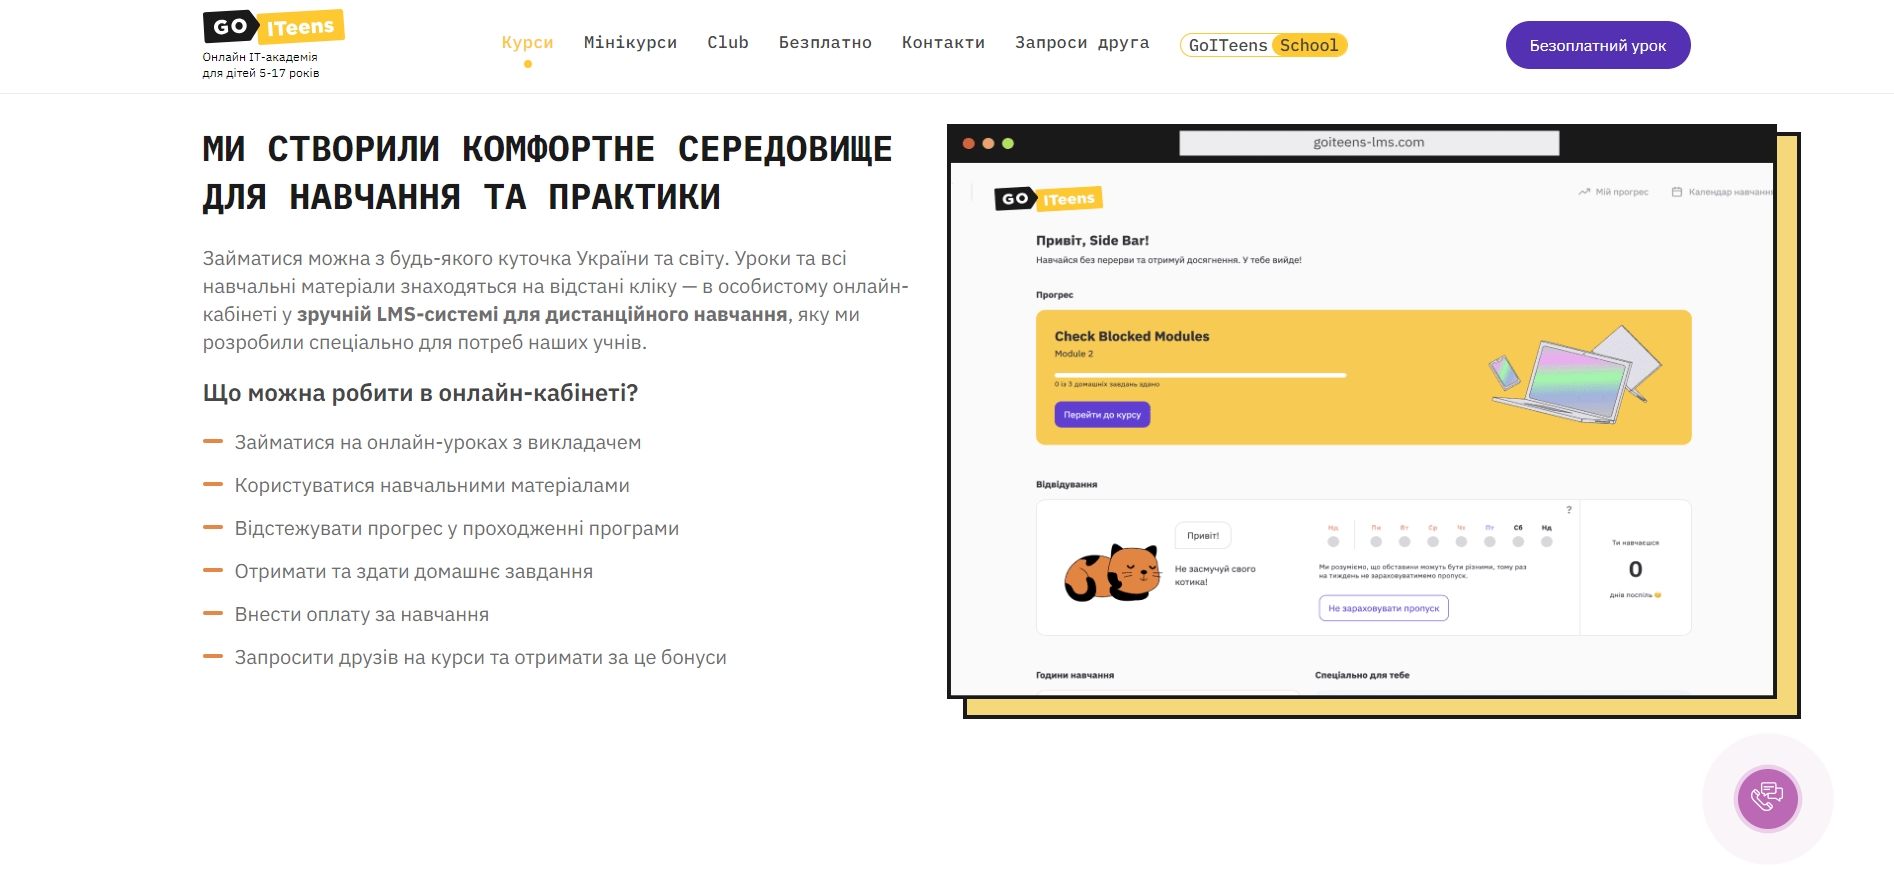 GO ITeens
Онлайн IT-академія
для дітей 5-17 років
Курси
Мінікурси
Club
Безплатно
Контакти
Запроси друга
GoITeens School
Безоплатний урок
МИ СТВОРИЛИ КОМФОРТНЕ СЕРЕДОВИЩЕ
ДЛЯ НАВЧАННЯ ТА ПРАКТИКИ
Займатися можна з будь-якого куточка України та світу. Уроки та всі
навчальні матеріали знаходяться на відстані кліку — в особистому онлайн-
кабінеті у зручній LMS-системі для дистанційного навчання, яку ми
розробили спеціально для потреб наших учнів.
Що можна робити в онлайн-кабінеті?
Займатися на онлайн-уроках з викладачем
Користуватися навчальними матеріалами
Відстежувати прогрес у проходженні програми
Отримати та здати домашнє завдання
Внести оплату за навчання
Запросити друзів на курси та отримати за це бонуси
goiteens-lms.com
GO ITeens
Мій прогрес
Календар навчання
Привіт, Side Bar!
Навчайся без перерви та отримуй досягнення. У тебе вийде!
Прогрес
Check Blocked Modules
Module 2
0 із 3 домашніх завдань здано
Перейти до курсу
Відвідування
?
Привіт!
Не засмучуй свого
котика!
Нд Пн Вт Ср Чт Пт Сб Нд
Ми розуміємо, що обставини можуть бути різними, тому раз
на тиждень не зараховуватимемо пропуск.
Не зараховувати пропуск
Ти навчаєшся
0
днів поспіль
Години навчання
Спеціально для тебе